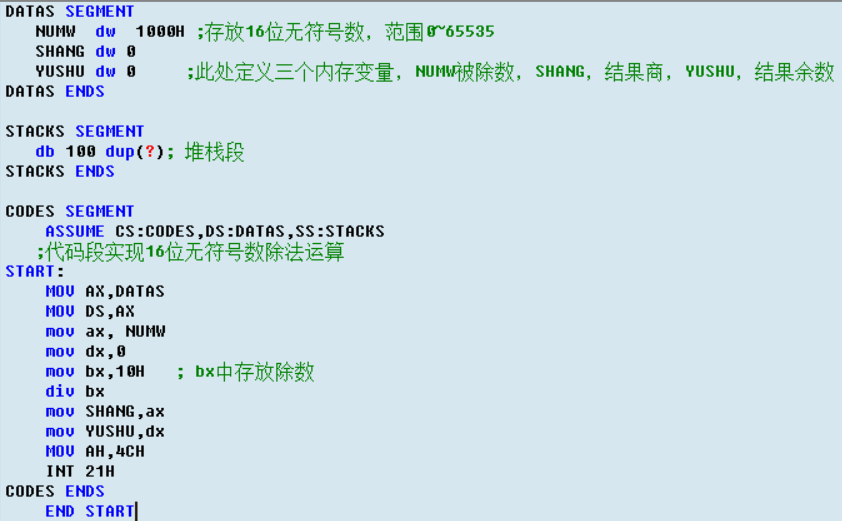 DATAS SEGMENT
NUMW dw 1000H ;存放16位无符号数，范围0~65535
SHANG dw 0
YUSHU dw 0 ;此处定义三个内存变量，NUMW被除数，SHANG，结果商，YUSHU，结果余数
DATAS ENDS
STACKS SEGMENT
db 100 dup(?); 堆栈段
STACKS ENDS
CODES SEGMENT
ASSUME CS:CODES,DS:DATAS,SS:STACKS
;代码段实现16位无符号数除法运算
START:
MOV AX,DATAS
MOV DS,AX
mov ax, NUMW
mov dx,0
mov bx,10H ; bx中存放除数
div bx
mov SHANG,ax
mov YUSHU,dx
MOV AH,4CH
INT 21H
CODES ENDS
END START